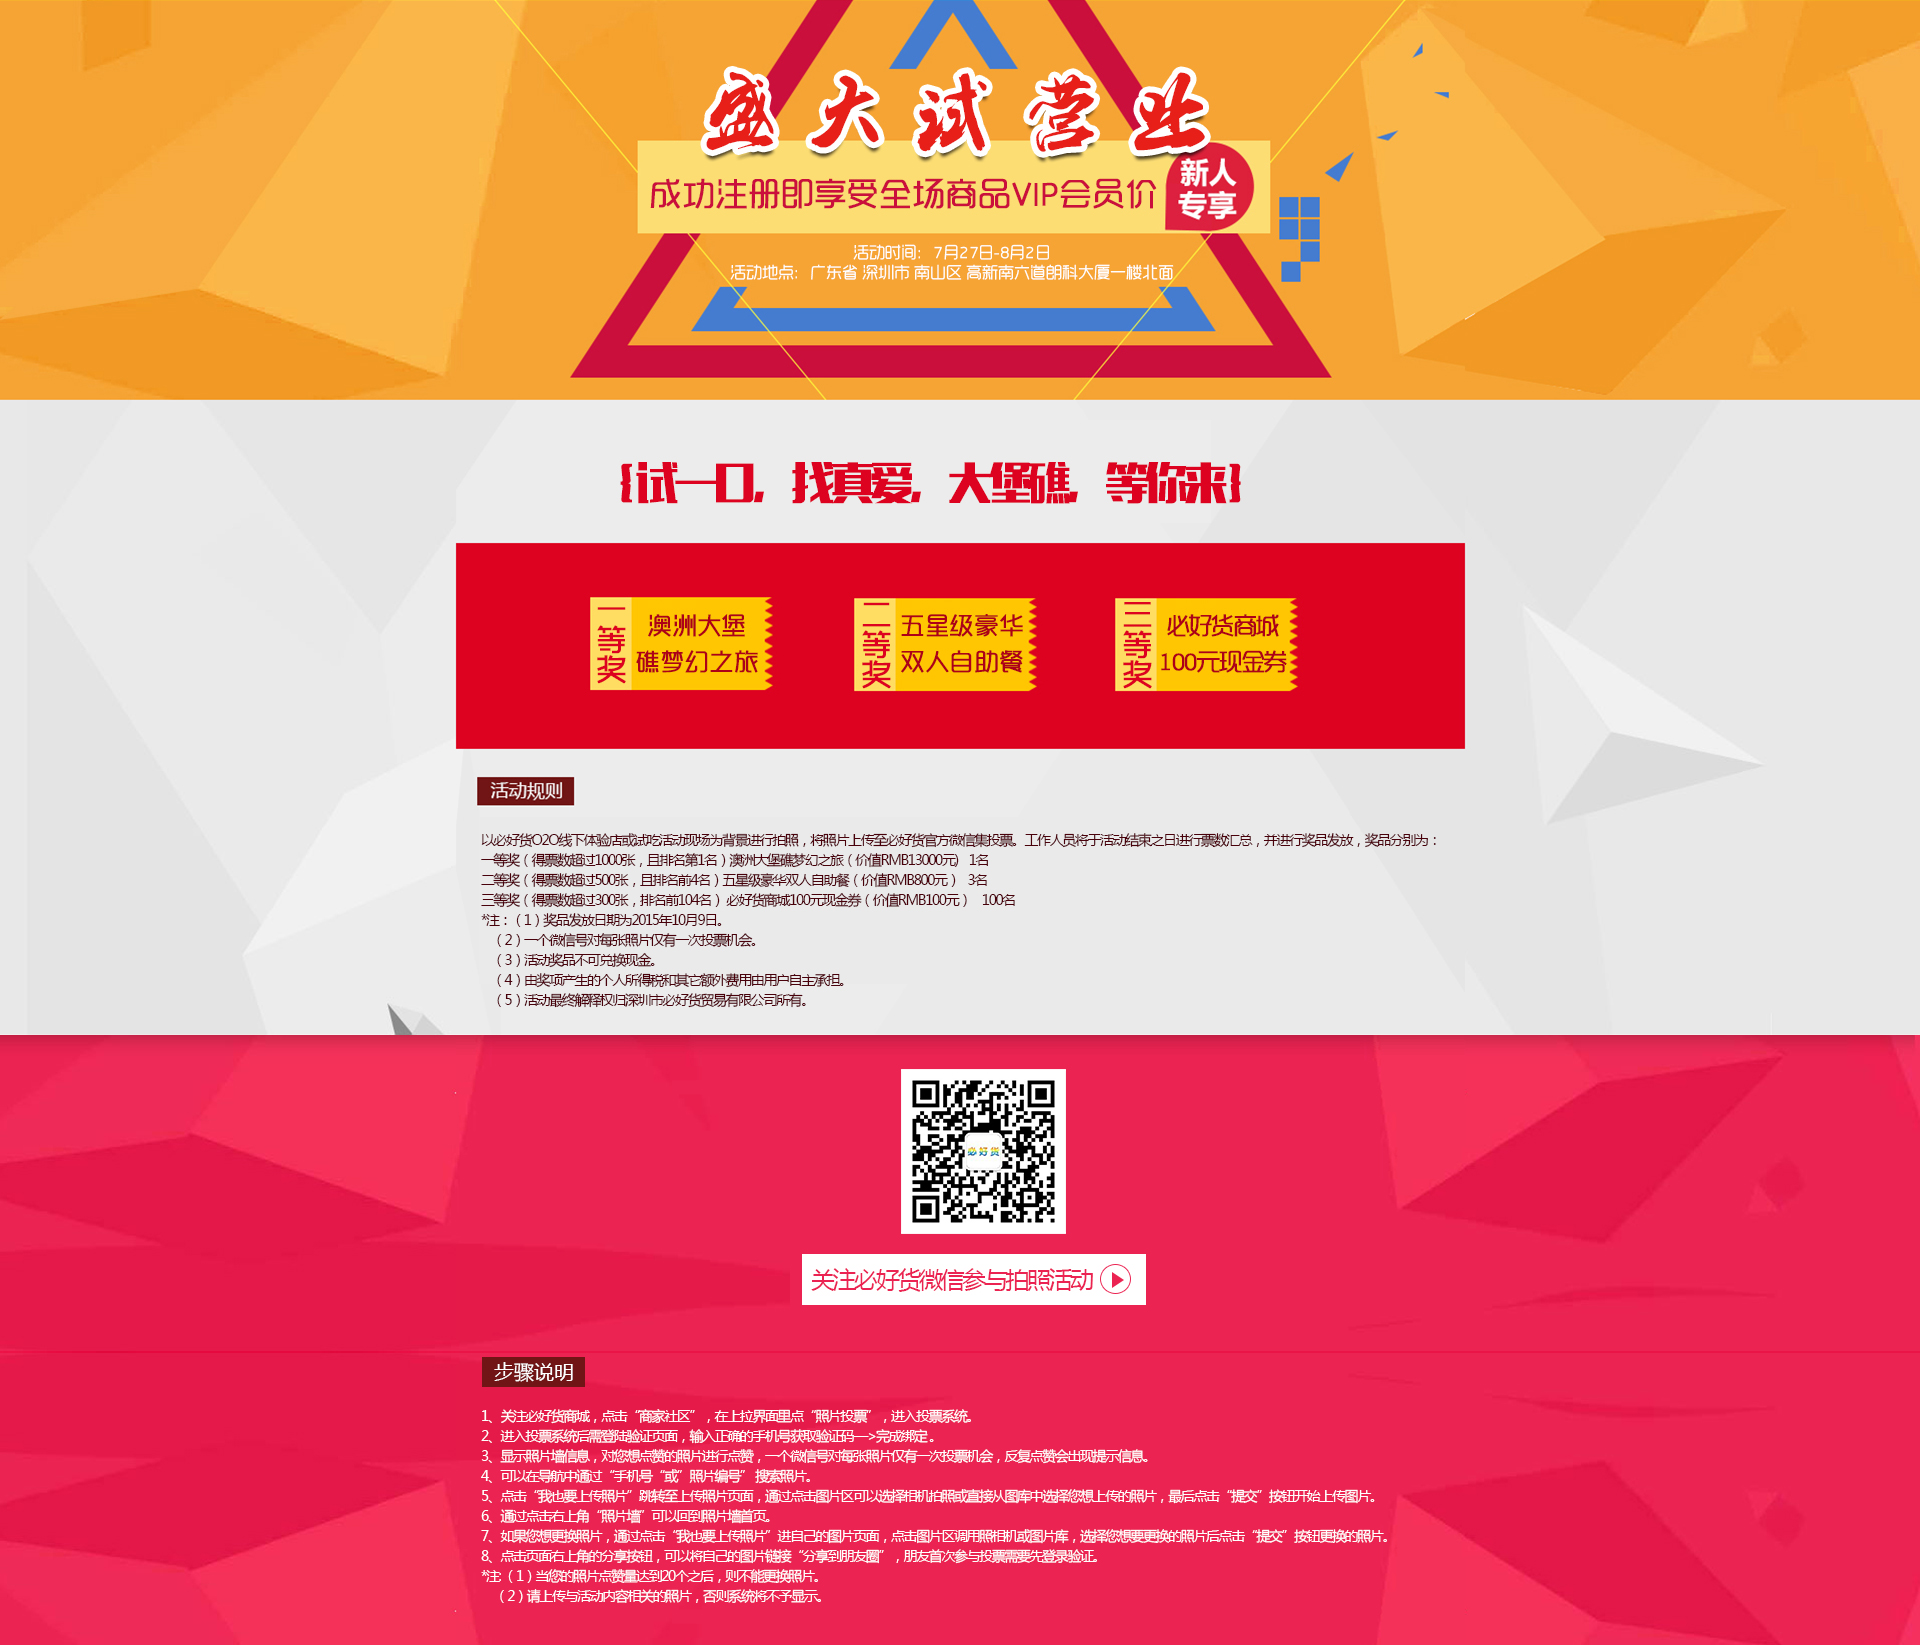 盛大试营业
成功注册即享受全场商品VIP会员价
新人
专享
活动时间：7月27日-8月2日
活动地点：广东省 深圳市 南山区 高新南六道朗科大厦一楼北面
{试一口，找真爱，大堡礁，等你来}
一等奖
澳洲大堡
礁梦幻之旅
二等奖
五星级豪华
双人自助餐
三等奖
必好货商城
100元现金券
活动规则
以必好货O2O线下体验店或试吃活动现场为背景进行拍照，将照片上传至必好货官方微信集投票。工作人员将于活动结束之日进行票数汇总，并进行奖品发放，奖品分别为：
一等奖（得票数超过1000张，且排名第1名）澳洲大堡礁梦幻之旅（价值RMB13000元） 1名
二等奖（得票数超过500张，且排名前4名）五星级豪华双人自助餐（价值RMB800元） 3名
三等奖（得票数超过300张，排名前104名） 必好货商城100元现金券（价值RMB100元） 100名
*注：（1）奖品发放日期为2015年10月9日。
（2）一个微信号对每张照片仅有一次投票机会。
（3）活动奖品不可兑换现金。
（4）由奖项产生的个人所得税和其它额外费用由用户自主承担。
（5）活动最终解释权归深圳市必好货贸易有限公司所有。
必好货
关注必好货微信参与拍照活动
步骤说明
1、关注必好货商城，点击“商家社区”，在上拉界面里点“照片投票”，进入投票系统。
2、进入投票系统后需登陆验证页面，输入正确的手机号获取验证码—>完成绑定。
3、显示照片墙信息，对您想点赞的照片进行点赞，一个微信号对每张照片仅有一次投票机会，反复点赞会出现提示信息。
4、可以在导航中通过“手机号“或”照片编号” 搜索照片。
5、点击“我也要上传照片”跳转至上传照片页面，通过点击图片区可以选择相机拍照或直接从图库中选择您想上传的照片，最后点击“提交”按钮开始上传图片。
6、通过点击右上角“照片墙”可以回到照片墙首页。
7、如果您想更换照片，通过点击“我也要上传照片”进自己的图片页面，点击图片区调用照相机或图片库，选择您想要更换的照片后点击“提交”按钮更换的照片。
8、点击页面右上角的分享按钮，可以将自己的图片链接“分享到朋友圈”，朋友首次参与投票需要先登录验证。
*注:（1）当您的照片点赞量达到20个之后，则不能更换照片。
（2）请上传与活动内容相关的照片，否则系统将不予显示。